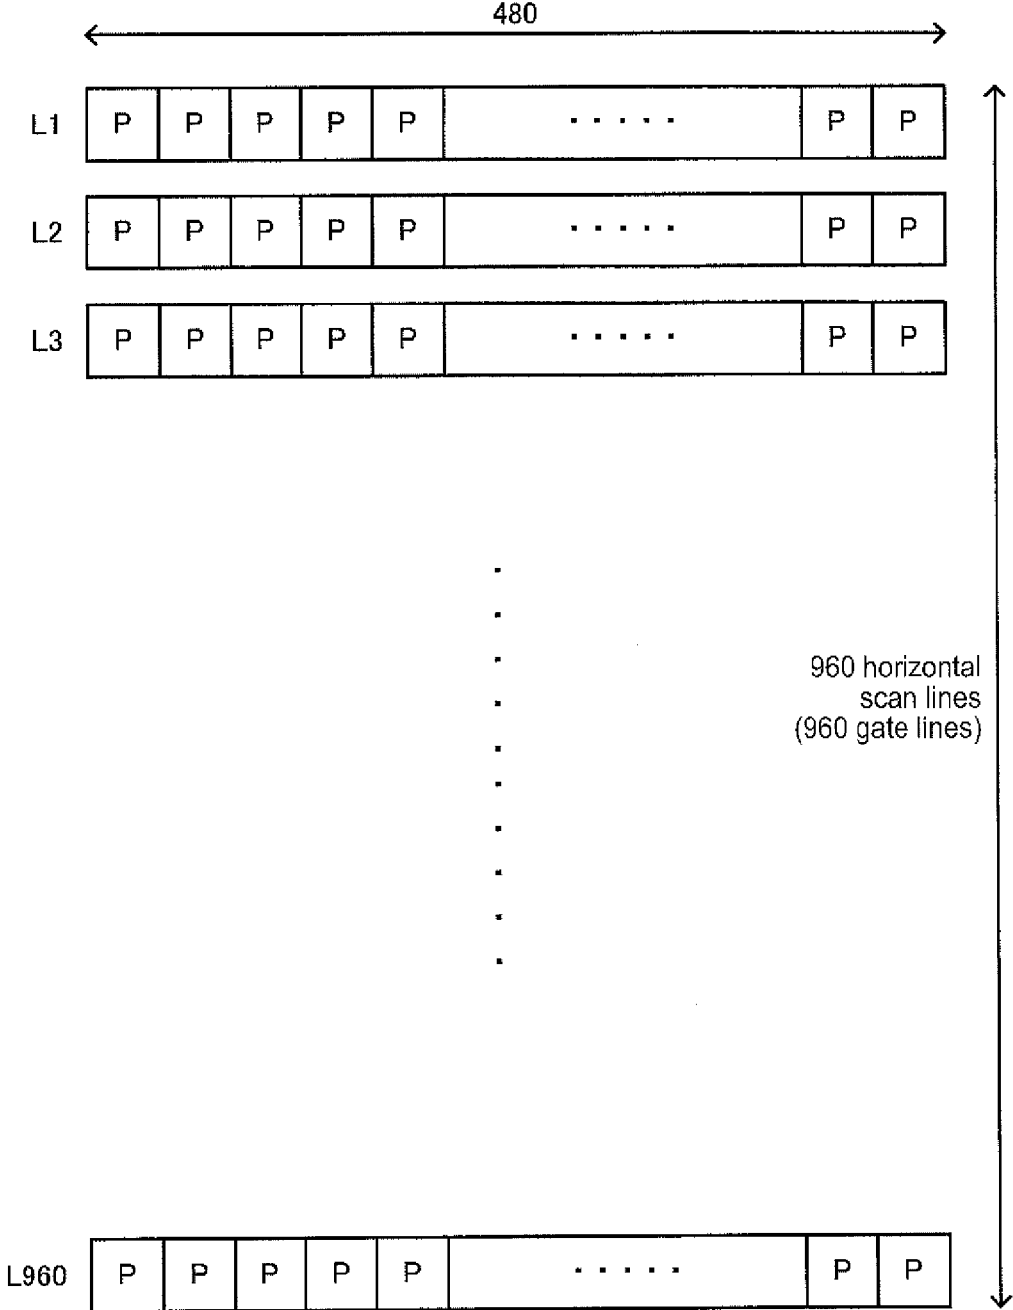 480
L1 P P P P P ..... P P
L2 P P P P P ..... P P
L3 P P P P P ..... P P
960 horizontal
scan lines
(960 gate lines)
L960 P P P P P ..... P P